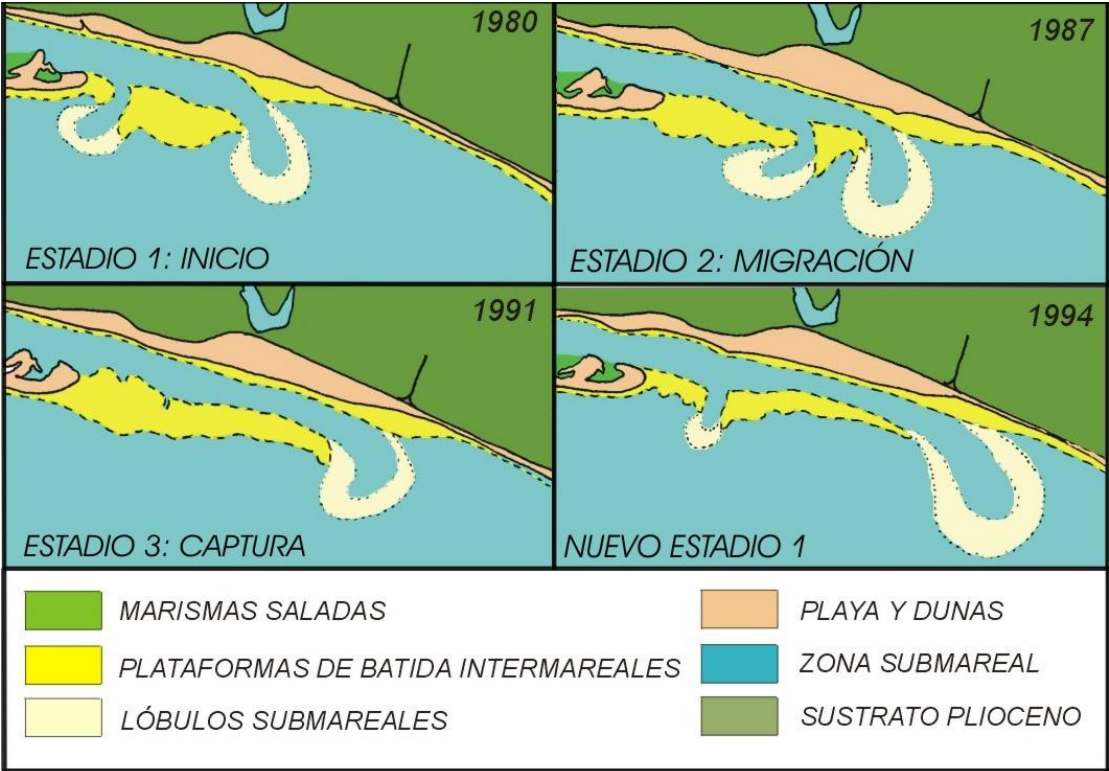 1980
ESTADIO 1: INICIO
1987
ESTADIO 2: MIGRACIÓN
1991
ESTADIO 3: CAPTURA
1994
NUEVO ESTADIO 1
MARISMAS SALADAS
PLATAFORMAS DE BATIDA INTERMAREALES
LÓBULOS SUBMAREALES
PLAYA Y DUNAS
ZONA SUBMAREAL
SUSTRATO PLIOCENO